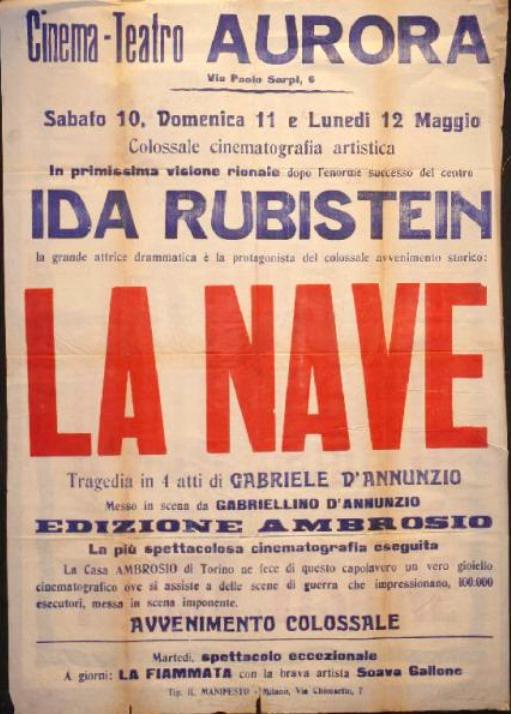 Cinema-Teatro AURORA
Via Paolo Sarpi, 6
Sabato 10, Domenica 11 e Lunedi 12 Maggio
Colossale cinematografia artistica
In primissima visione rionale dopo l'enorme successo del centro
IDA RUBISTEIN
la grande attrice drammatica è la protagonista del colossale avvenimento storico:
LA NAVE
Tragedia in 4 atti di GABRIELE D'ANNUNZIO
Messo in scena da GABRIELLINO D'ANNUNZIO
EDIZIONE AMBROSIO
La più spettacolosa cinematografia eseguita
La Casa AMBROSIO di Torino ne fece di questo capolavoro un vero gioiello
cinematografico ove si assiste a delle scene di guerra che impressionano, 100.000
esecutori, messa in scena imponente.
AVVENIMENTO COLOSSALE
Martedì, spettacolo eccezionale
A giorni: LA FIAMMATA con la brava artista Soava Gallone
Tip. IL MANIFESTO - Milano, Via 7